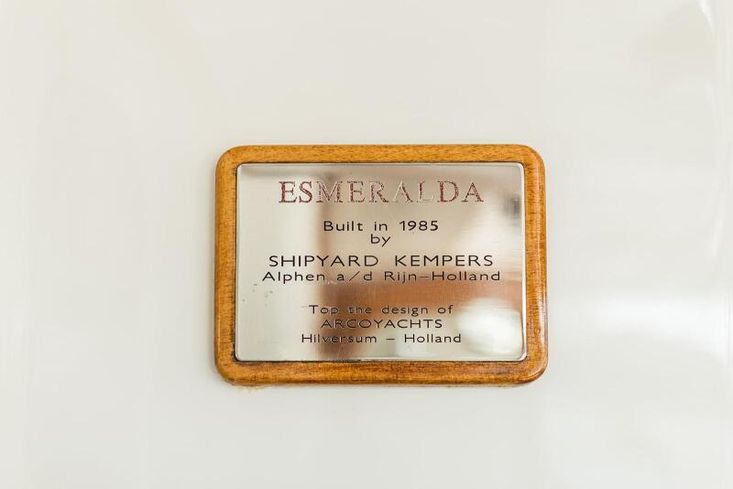 ESMERALDA
Built in 1985
by
SHIPYARD KEMPERS
Alphen a/d Rijn-Holland
Top the design of
ARCOYACHTS
Hilversum - Holland